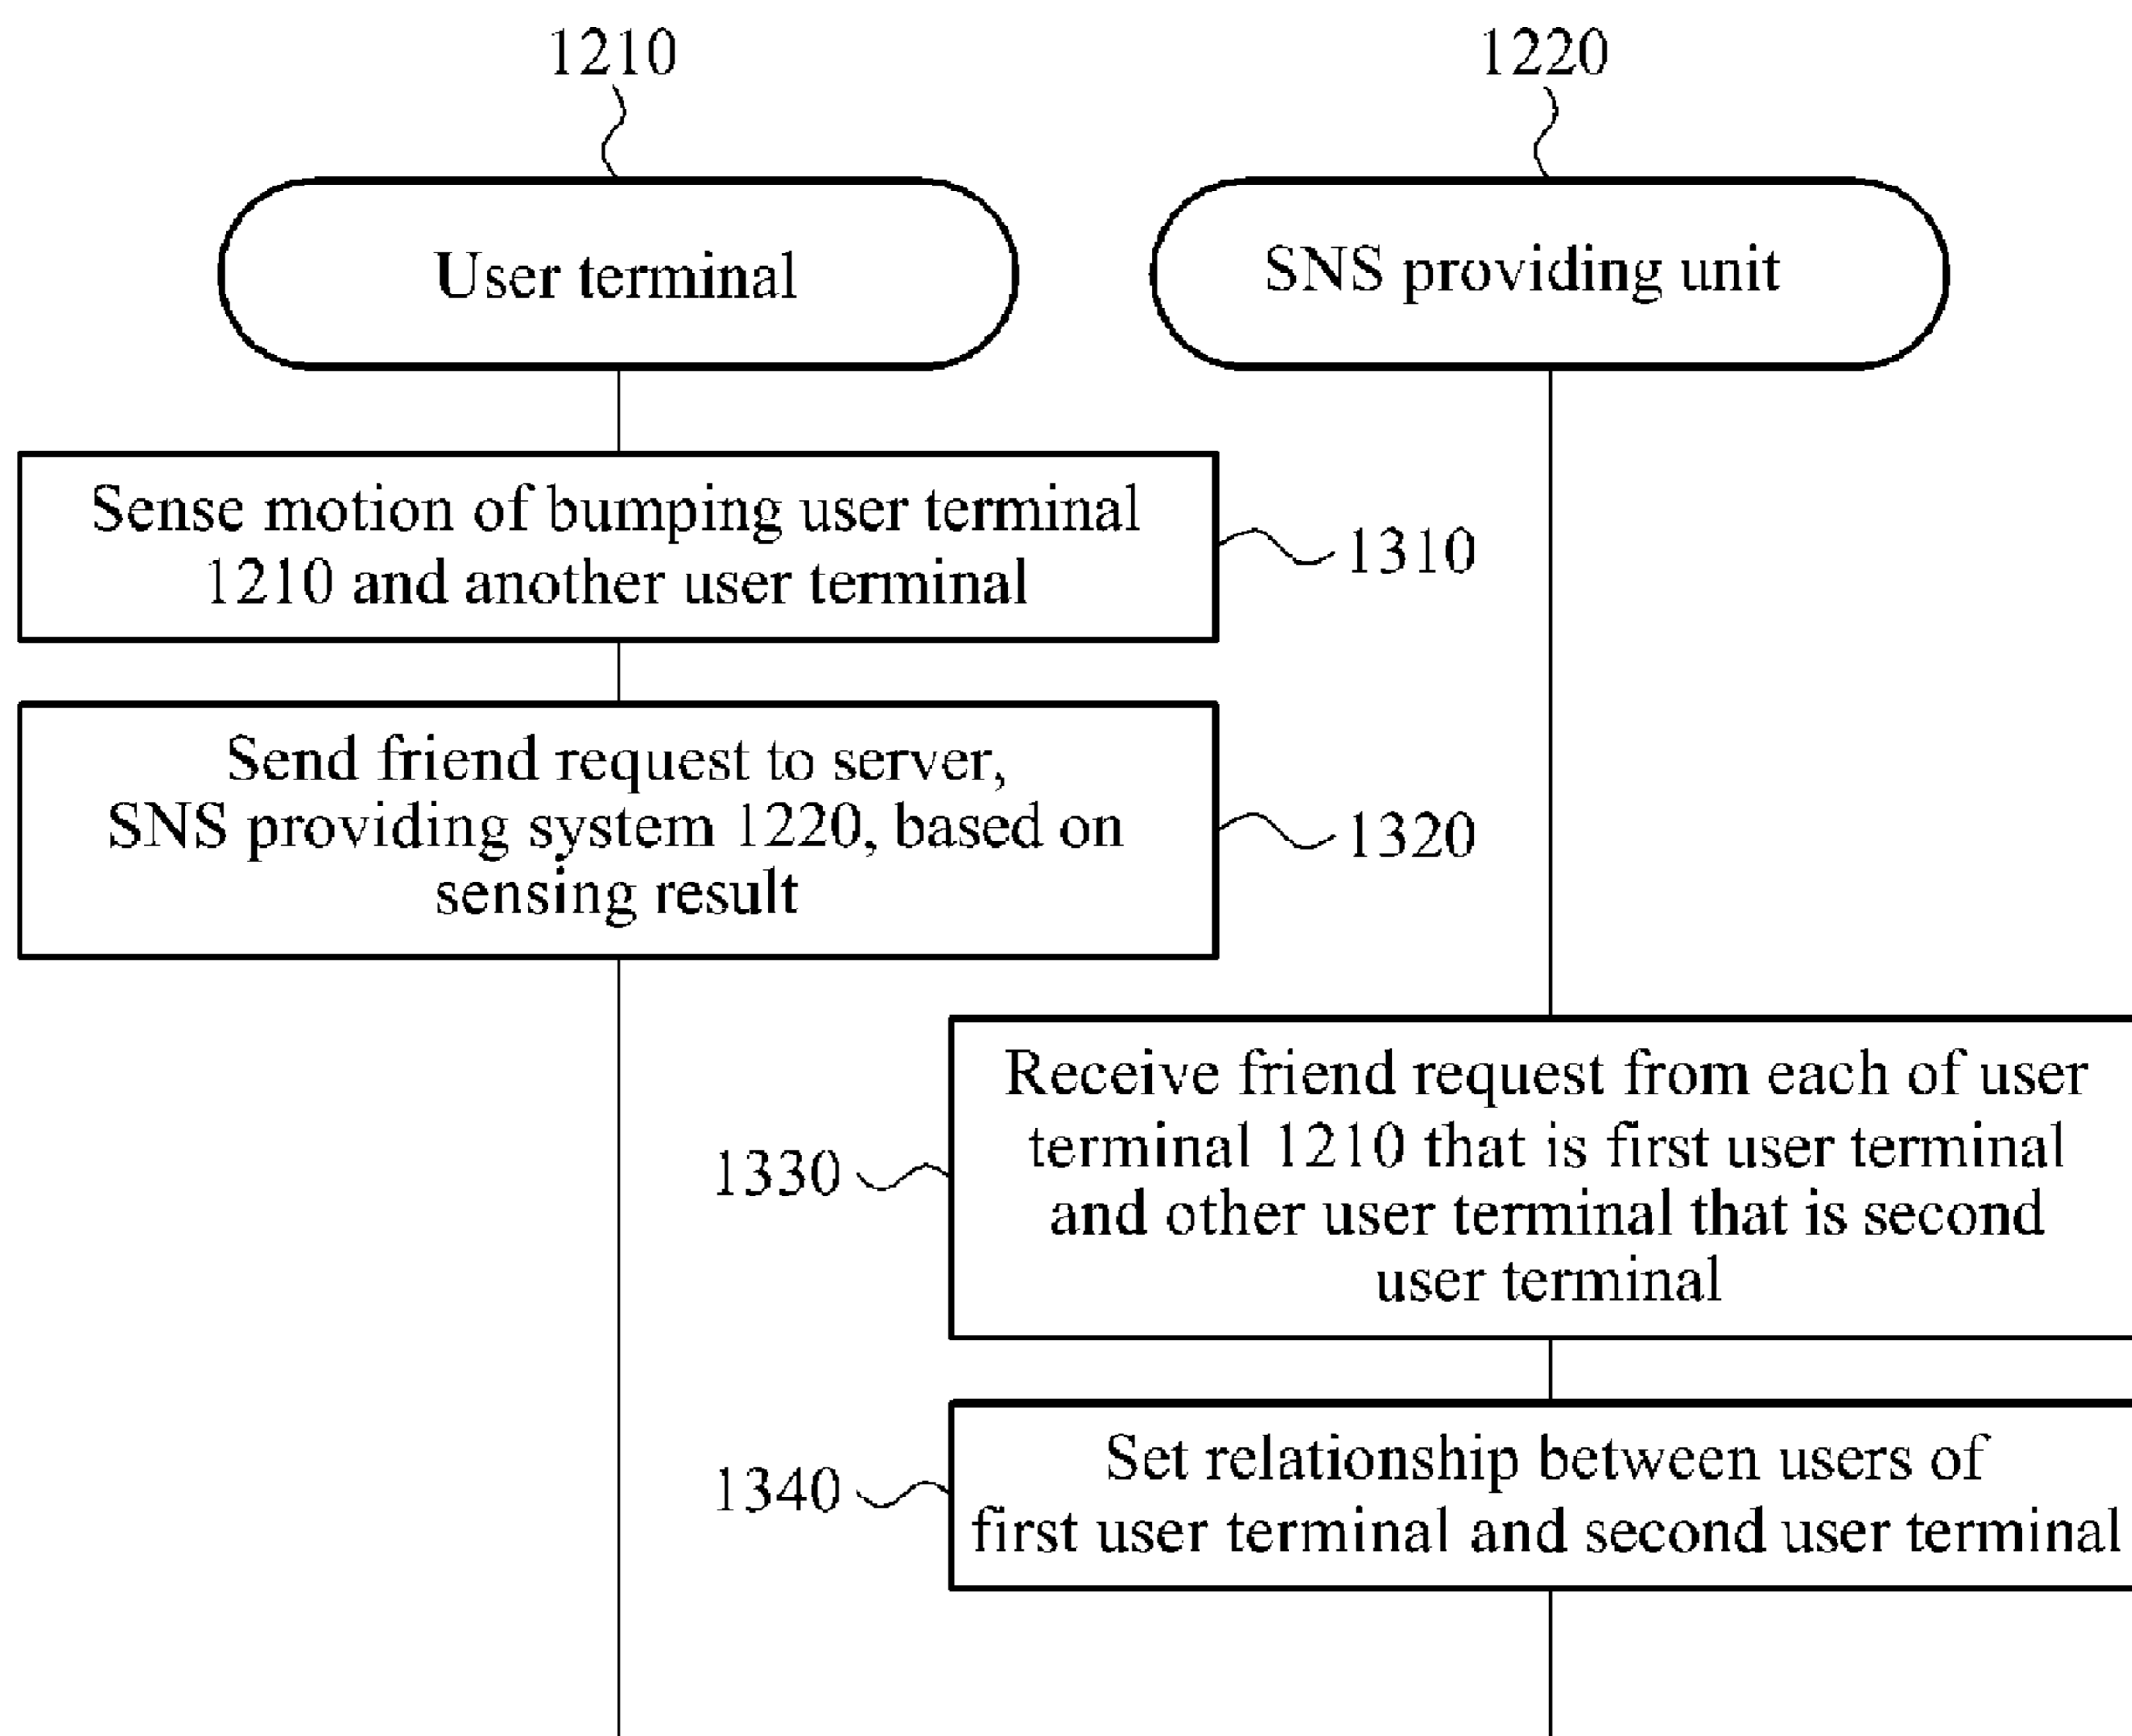 1210
1220
User terminal
SNS providing unit
Sense motion of bumping user terminal
1210 and another user terminal
1310
Send friend request to server,
SNS providing system 1220, based on
sensing result
1320
Receive friend request from each of user
terminal 1210 that is first user terminal
and other user terminal that is second
user terminal
1330
Set relationship between users of
first user terminal and second user terminal
1340